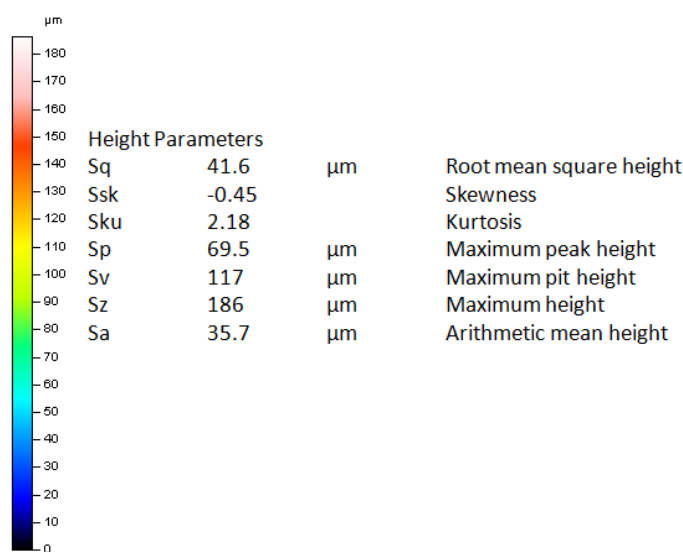 µm
180
170
160
150
140
130
120
110
100
90
80
70
60
50
40
30
20
10
0
Height Parameters
Sq 41.6 µm Root mean square height
Ssk -0.45 Skewness
Sku 2.18 Kurtosis
Sp 69.5 µm Maximum peak height
Sv 117 µm Maximum pit height
Sz 186 µm Maximum height
Sa 35.7 µm Arithmetic mean height